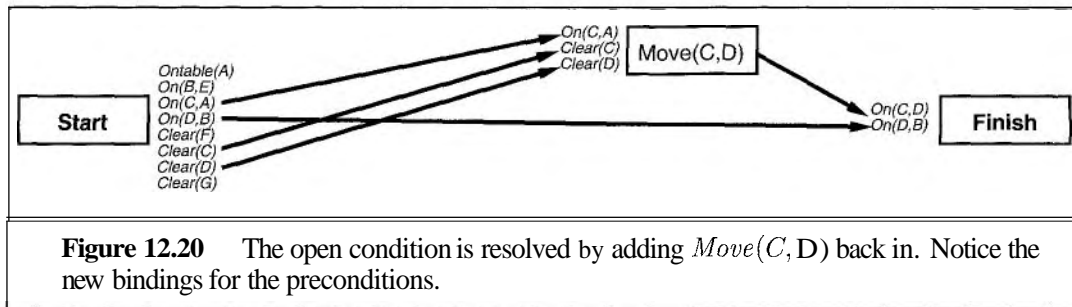 Start
Ontable(A)
On(B,E)
On(C,A)
On(D,B)
Clear(F)
Clear(C)
Clear(D)
Clear(G)
On(C,A)
Clear(C)
Clear(D)
Move(C,D)
On(C,D)
On(D,B)
Finish
Figure 12.20 The open condition is resolved by adding Move(C, D) back in. Notice the
new bindings for the preconditions.